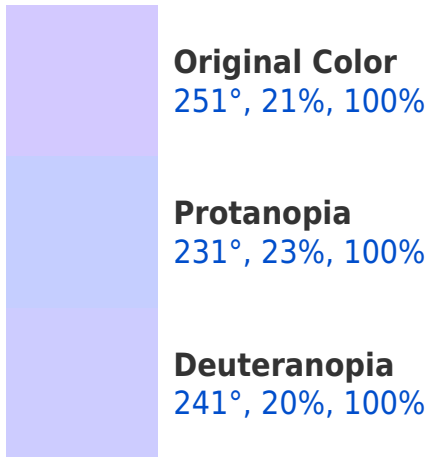 Original Color
251°, 21%, 100%
Protanopia
231°, 23%, 100%
Deuteranopia
241°, 20%, 100%